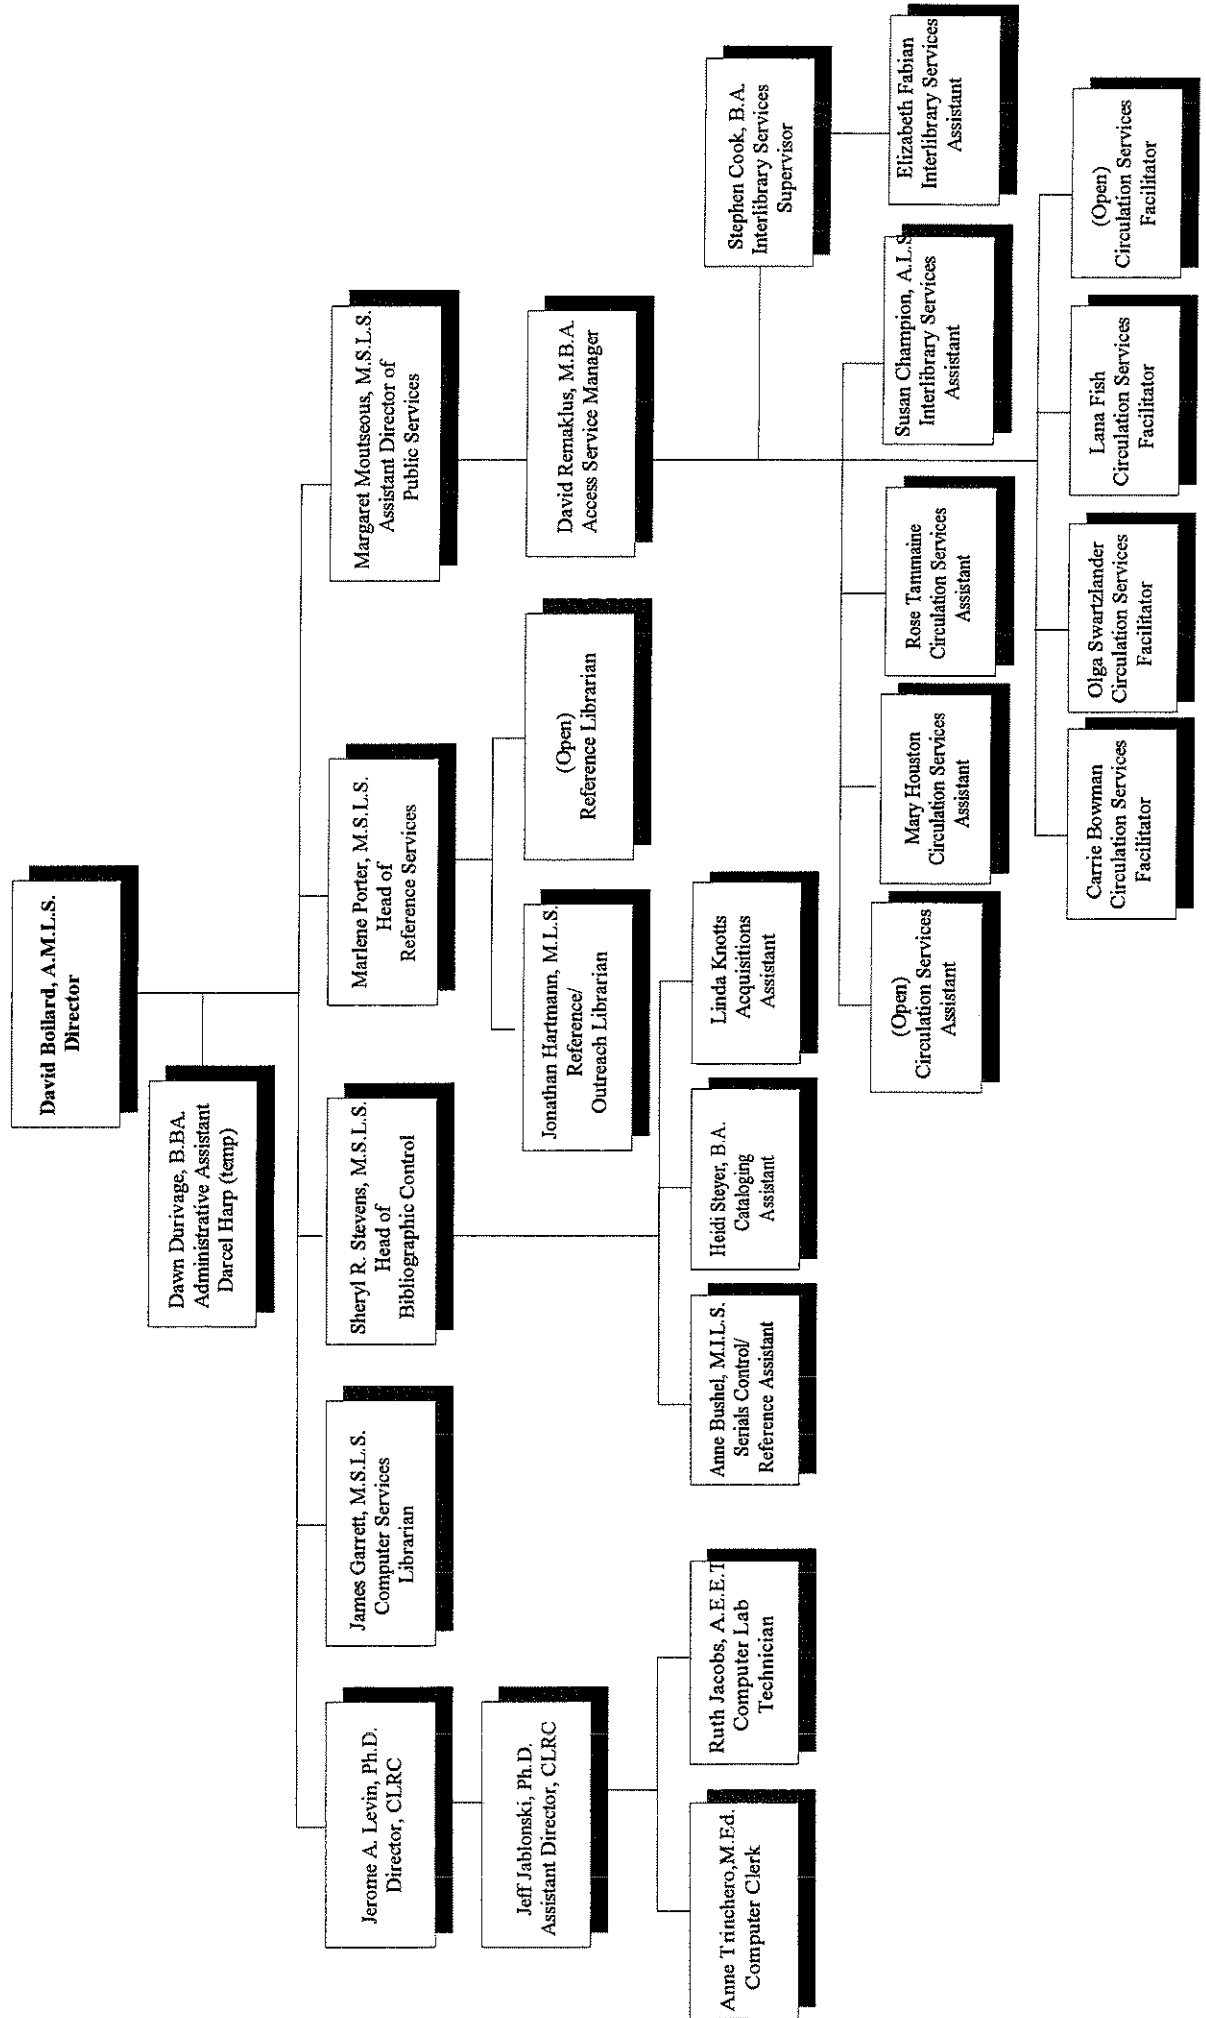 David Boilard, A.M.L.S.
Director
Dawn Durivage, B.BA.
Administrative Assistant
Darcel Harp (temp)
Jerome A. Levin, Ph.D.
Director, CLRC
James Garrett, M.S.L.S.
Computer Services
Librarian
Sheryl R. Stevens, M.S.L.S.
Head of
Bibliographic Control
Marlene Porter, M.S.L.S.
Head of
Reference Services
Margaret Moutseous, M.S.L.S.
Assistant Director of
Public Services
Jeff Jablonski, Ph.D.
Assistant Director, CLRC
Jonathan Hartmann, M.L.S.
Reference/
Outreach Librarian
(Open)
Reference Librarian
David Remaklus, M.B.A.
Access Service Manager
Anne Trinchero,M.Ed.
Computer Clerk
Ruth Jacobs, A.E.E.T
Computer Lab
Technician
Anne Bushel, M.I.L.S.
Serials Control/
Reference Assistant
Heidi Steyer, B.A.
Cataloging
Assistant
Linda Knotts
Acquisitions
Assistant
Stephen Cook, B.A.
Interlibrary Services
Supervisor
(Open)
Circulation Services
Assistant
Mary Houston
Circulation Services
Assistant
Rose Tammaine
Circulation Services
Assistant
Susan Champion, A.L.S
Interlibrary Services
Assistant
Elizabeth Fabian
Interlibrary Services
Assistant
Carrie Bowman
Circulation Services
Facilitator
Olga Swartzlander
Circulation Services
Facilitator
Lana Fish
Circulation Services
Facilitator
(Open)
Circulation Services
Facilitator